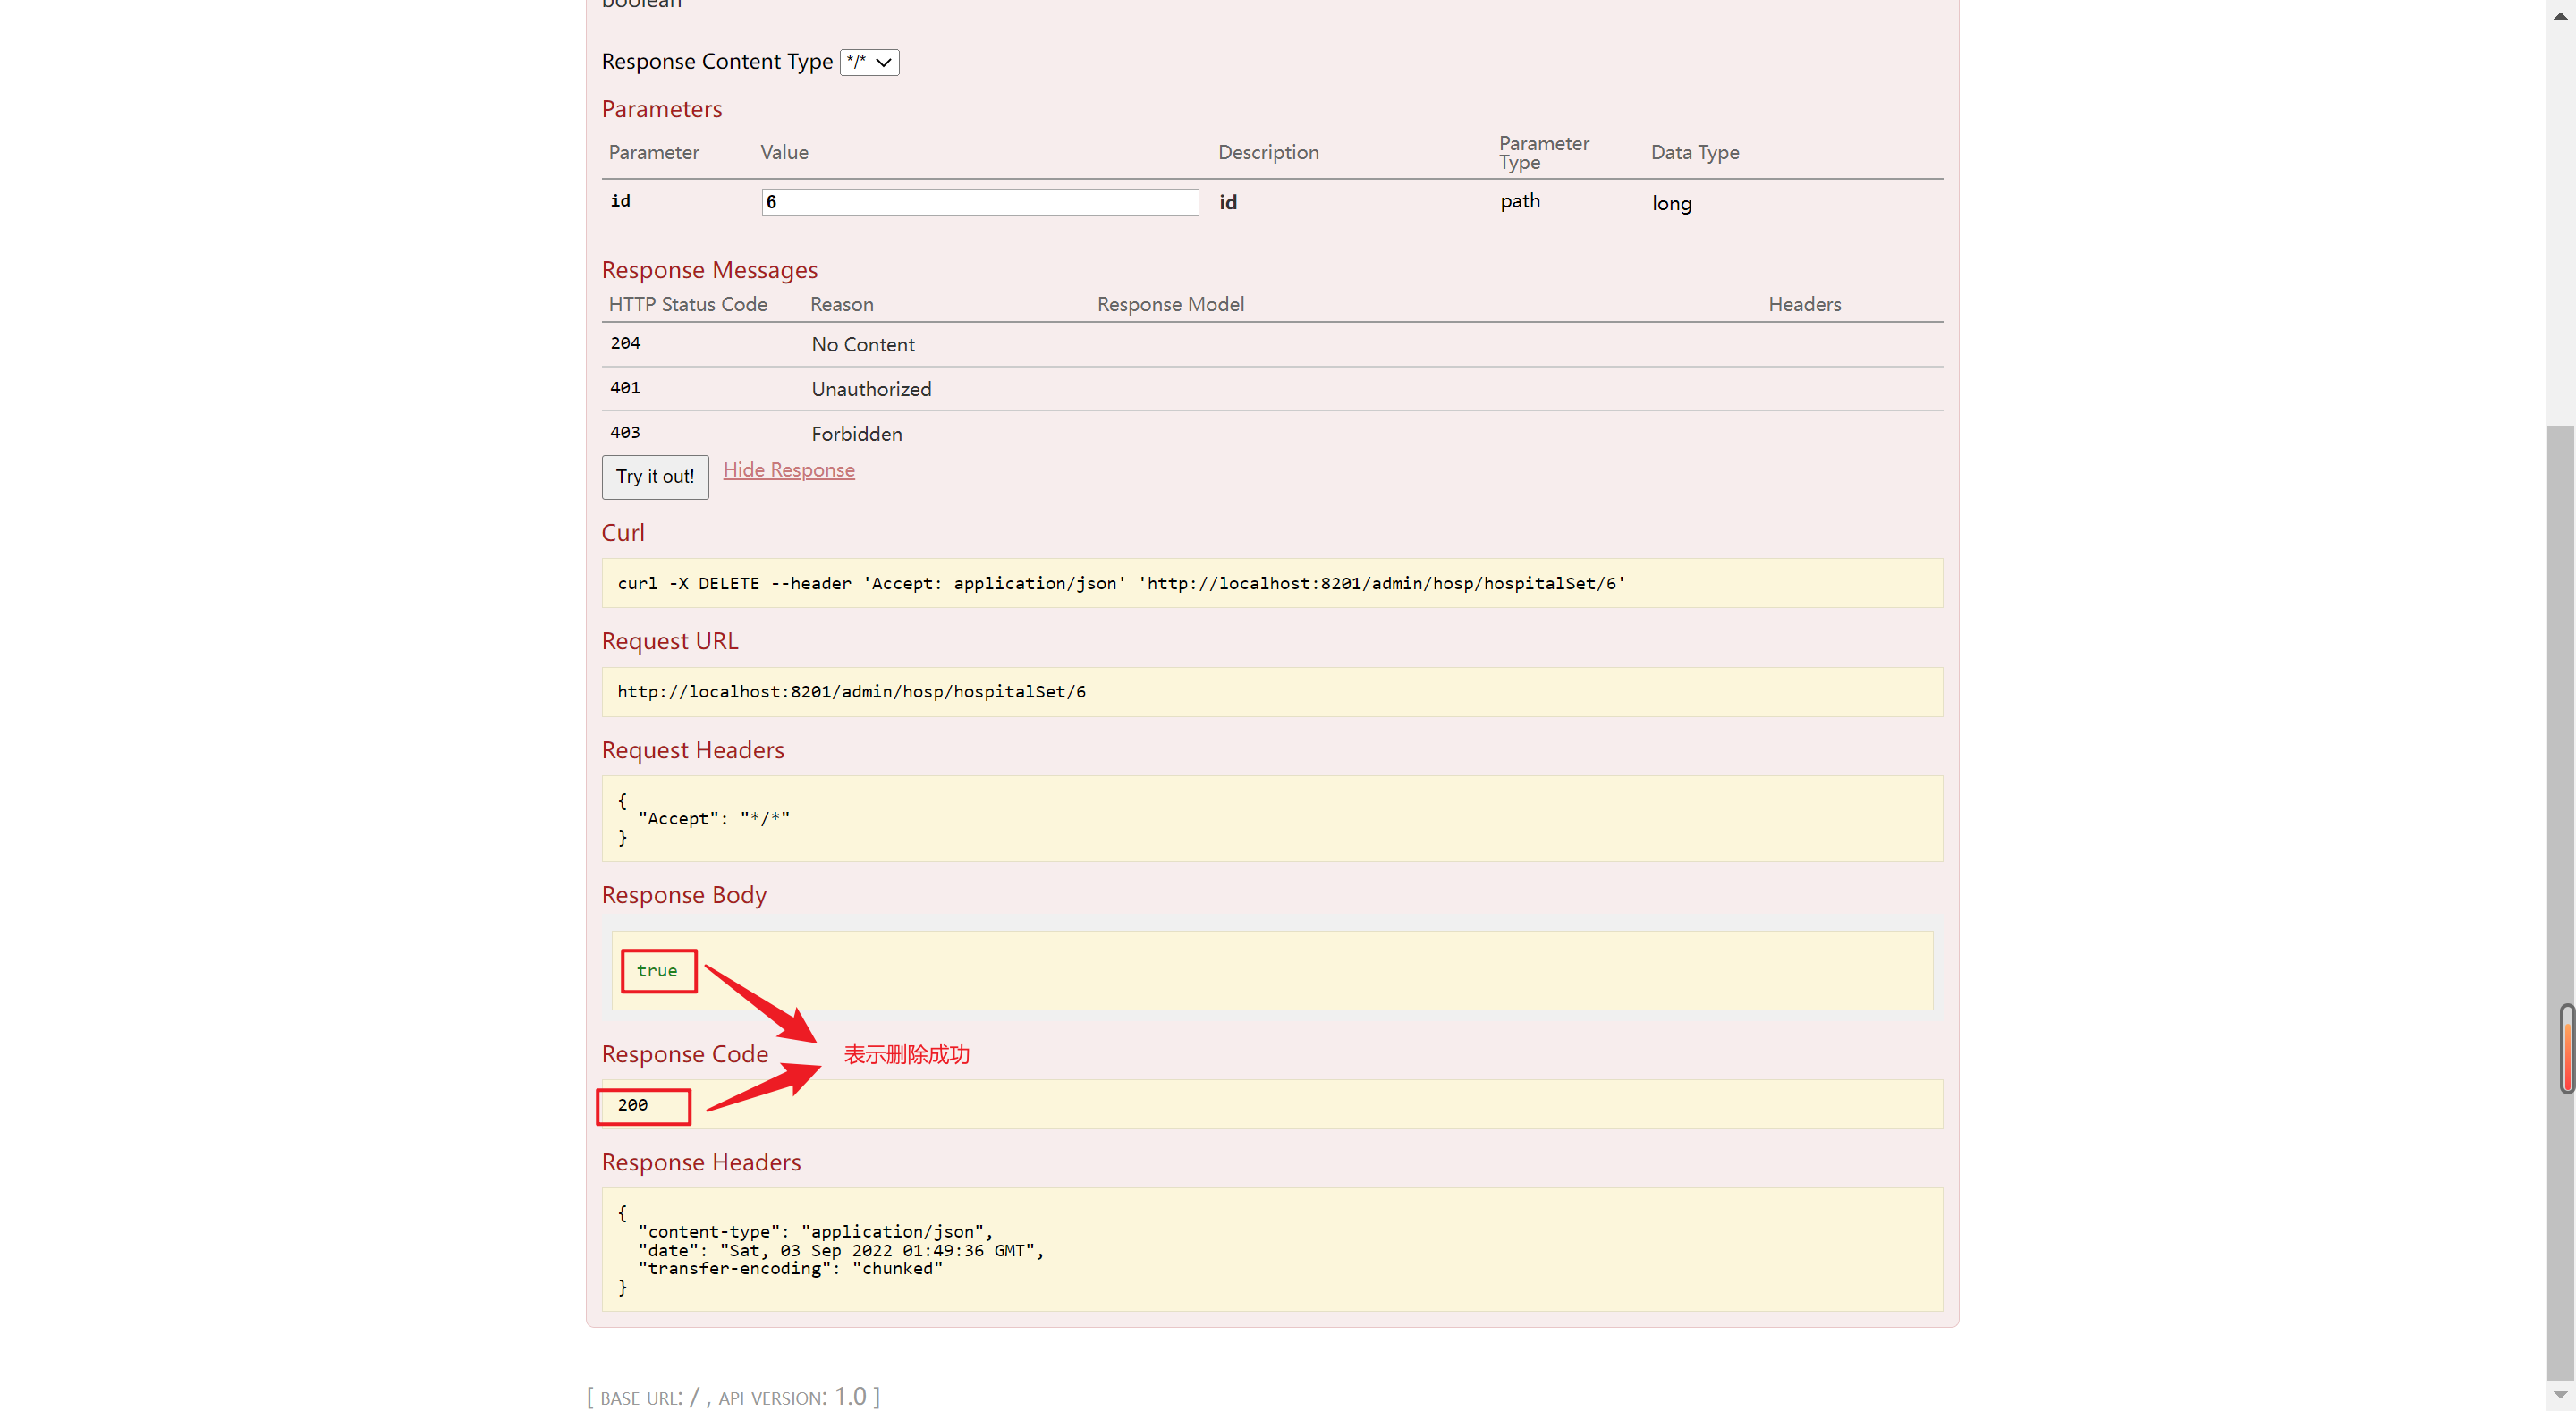 boolean
Response Content Type */*
Parameters
Parameter Value Description Parameter Type Data Type
id 6 id path long
Response Messages
HTTP Status Code Reason Response Model Headers
204 No Content
401 Unauthorized
403 Forbidden
Try it out! Hide Response
Curl
curl -X DELETE --header 'Accept: application/json' 'http://localhost:8201/admin/hosp/hospitalSet/6'
Request URL
http://localhost:8201/admin/hosp/hospitalSet/6
Request Headers
{
"Accept": "*/*"
}
Response Body
true
Response Code 表示删除成功
200
Response Headers
{
"content-type": "application/json",
"date": "Sat, 03 Sep 2022 01:49:36 GMT",
"transfer-encoding": "chunked"
}
[ BASE URL: / , API VERSION: 1.0 ]